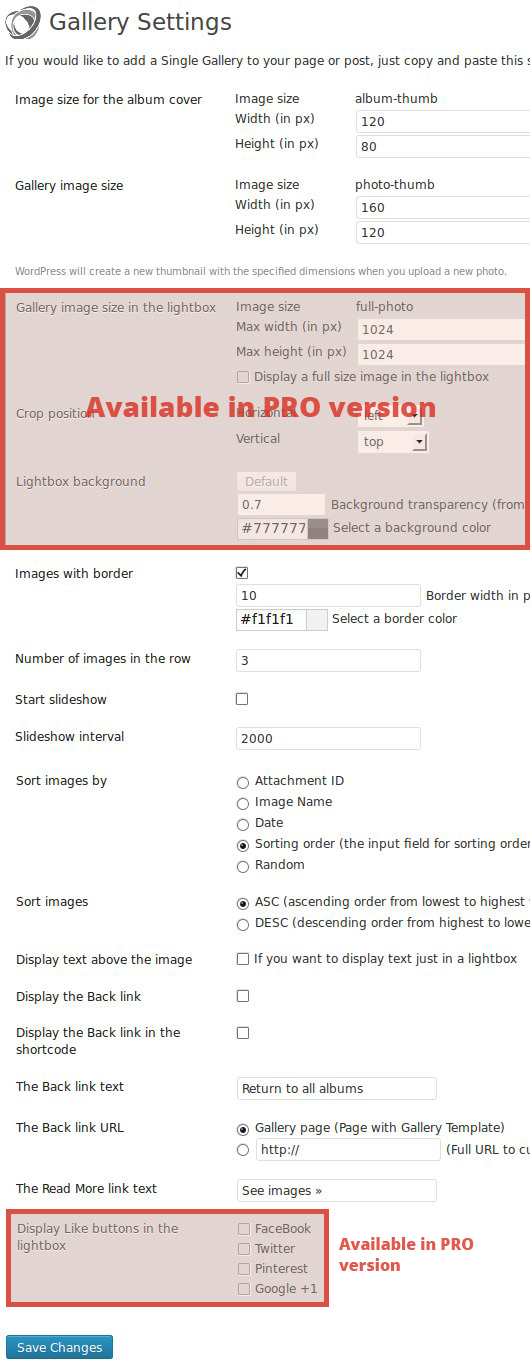 Gallery Settings
If you would like to add a Single Gallery to your page or post, just copy and paste this
Image size for the album cover Image size album-thumb
Width (in px) 120
Height (in px) 80
Gallery image size Image size photo-thumb
Width (in px) 160
Height (in px) 120
WordPress will create a new thumbnail with the specified dimensions when you upload a new photo.
Gallery image size in the lightbox Image size full-photo
Max width (in px) 1024
Max height (in px) 1024
Display a full size image in the lightbox
Available in PRO version
Crop position Horizontal left
Vertical top
Lightbox background Default
0.7 Background transparency (from
#777777 Select a background color
Images with border
10 Border width in p
#f1f1f1 Select a border color
Number of images in the row 3
Start slideshow
Slideshow interval 2000
Sort images by Attachment ID
Image Name
Date
Sorting order (the input field for sorting order
Random
Sort images ASC (ascending order from lowest to highest
DESC (descending order from highest to lowe
Display text above the image If you want to display text just in a lightbox
Display the Back link
Display the Back link in the
shortcode
The Back link text Return to all albums
The Back link URL Gallery page (Page with Gallery Template)
http:// (Full URL to cu
The Read More link text See images »
Display Like buttons in the
lightbox
FaceBook
Twitter
Pinterest
Google +1
Available in PRO
version
Save Changes